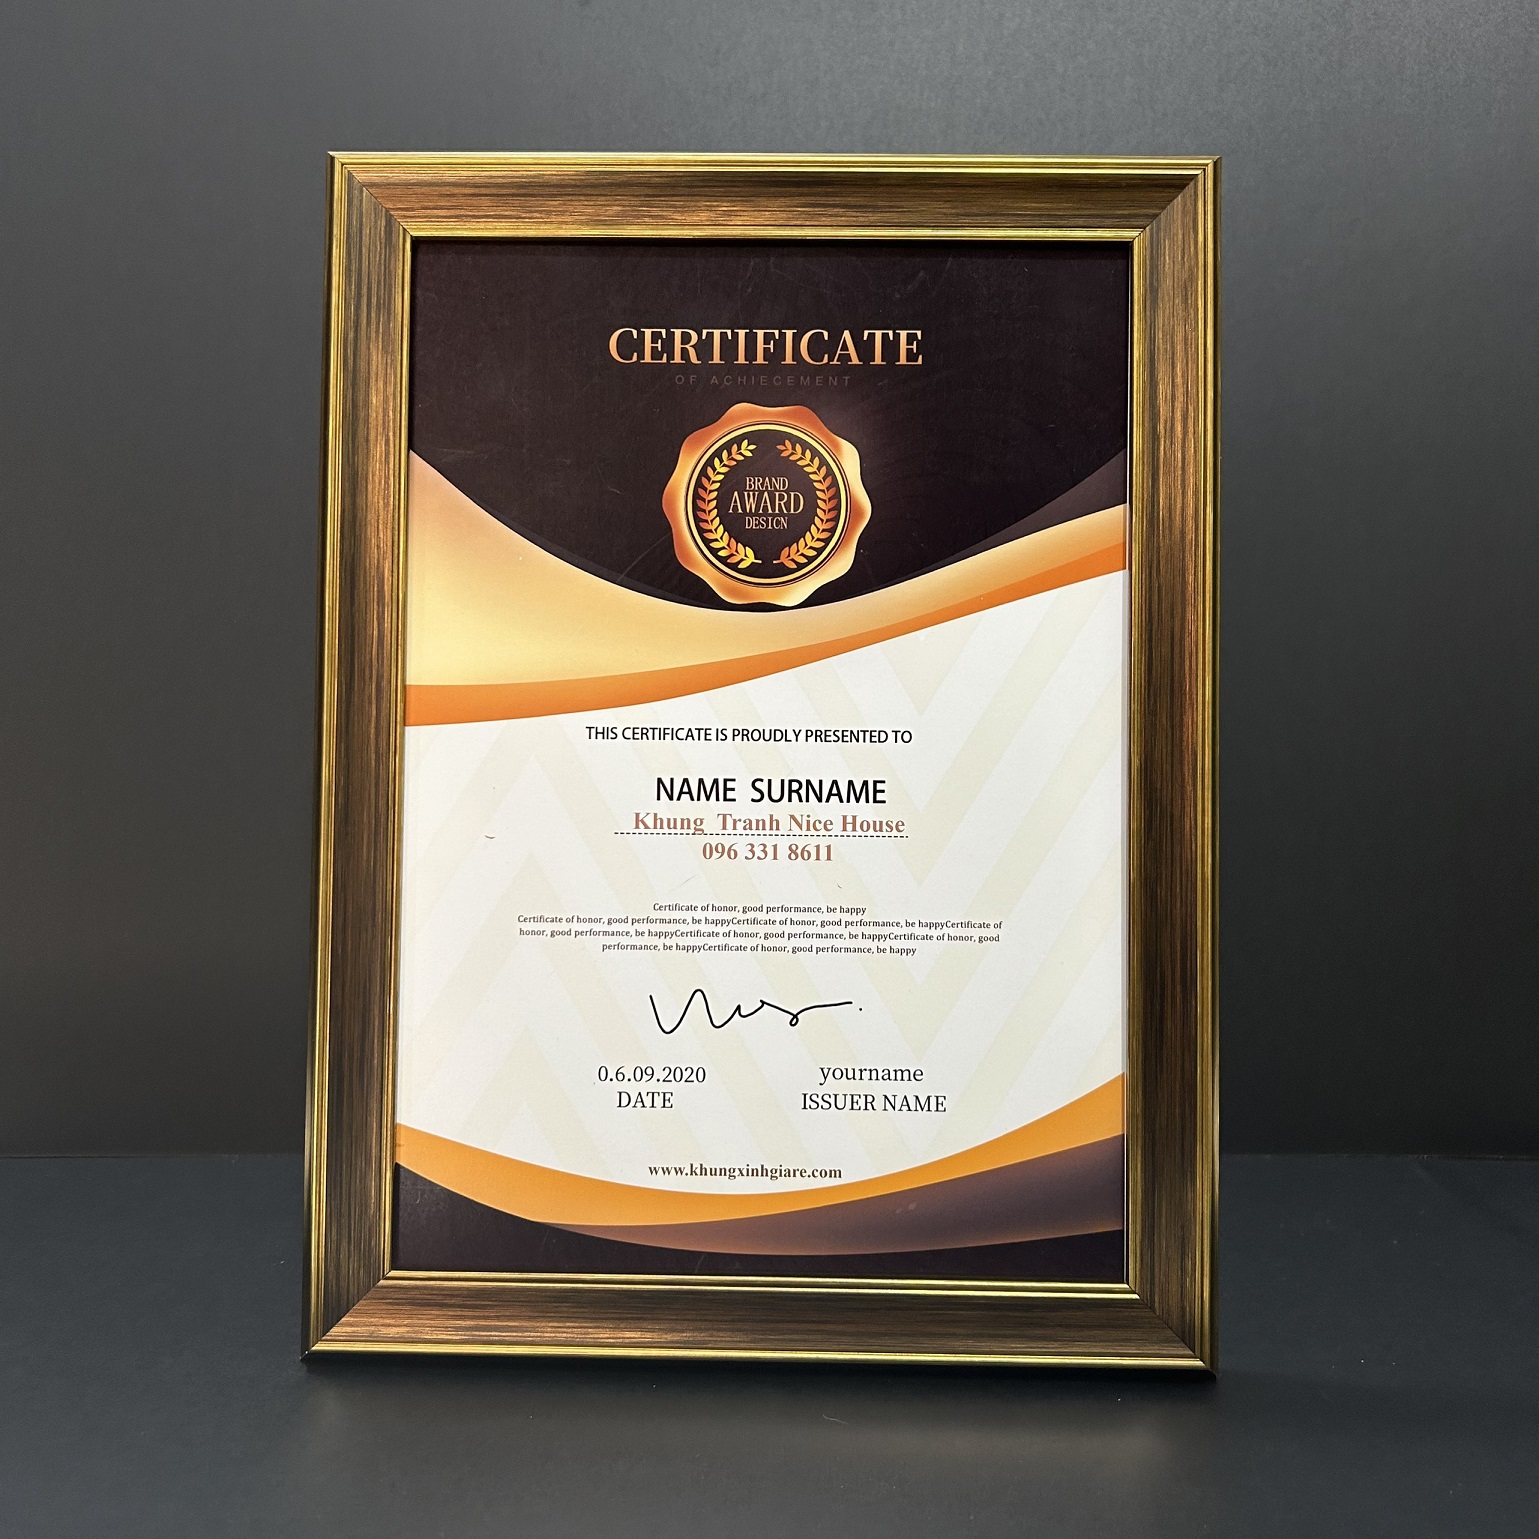 CERTIFICATE
OF ACHIECEMENT
BRAND
AWARD
DESICN
THIS CERTIFICATE IS PROUDLY PRESENTED TO
NAME SURNAME
Khung Tranh Nice House
096 331 8611
Certificate of honor, good performance, be happy
Certificate of honor, good performance, be happyCertificate of honor, good performance, be happyCertificate of
honor, good performance, be happyCertificate of honor, good performance, be happyCertificate of honor, good
performance, be happyCertificate of honor, good performance, be happy
0.6.09.2020
DATE
yourname
ISSUER NAME
www.khungxinhgiare.com